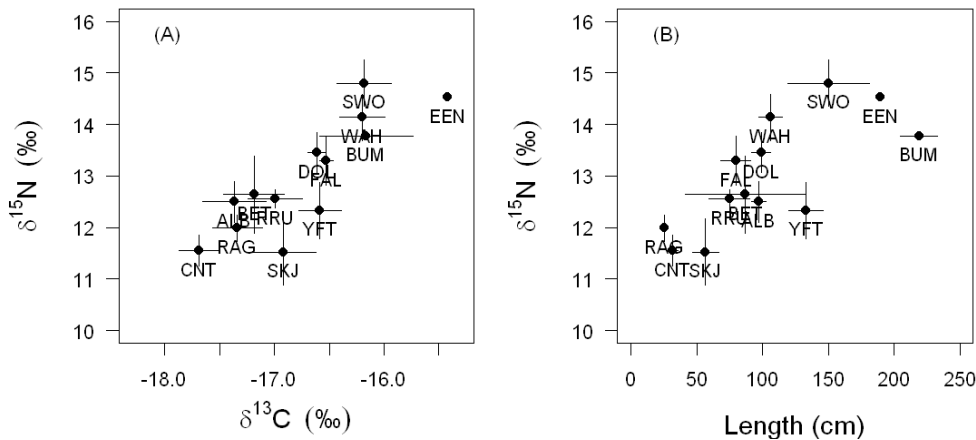 (A)
16
15
14
13
12
11
10
δ15N (‰)
SWO
EEN
WAH
BUM
DOL
FAL
BET
ALB
RRU
YFT
RAG
CNT
SKJ
-18.0
-17.0
-16.0
δ13C (‰)
(B)
16
15
14
13
12
11
10
δ15N (‰)
SWO
EEN
WAH
BUM
DOL
FAL
BET
RRU
ALB
YFT
RAG
CNT
SKJ
0
50
100
150
200
250
Length (cm)